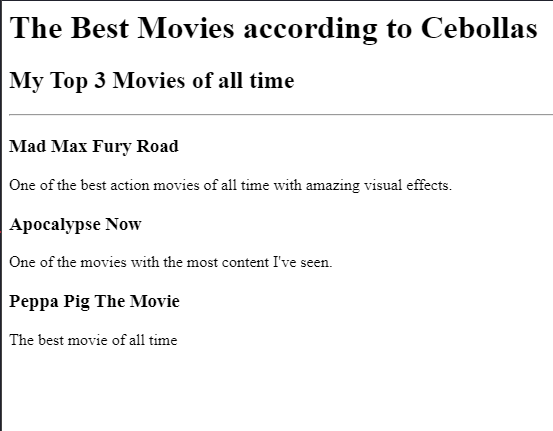 The Best Movies according to Cebollas
My Top 3 Movies of all time
Mad Max Fury Road
One of the best action movies of all time with amazing visual effects.
Apocalypse Now
One of the movies with the most content I've seen.
Peppa Pig The Movie
The best movie of all time